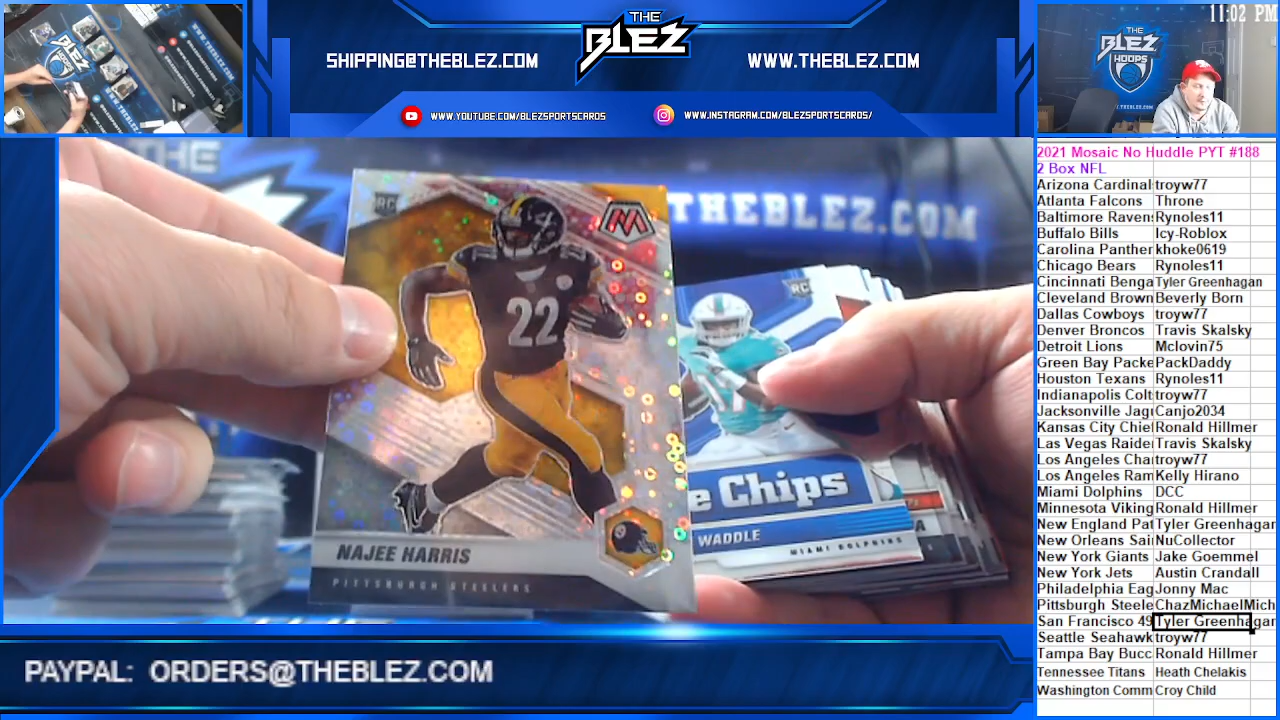 11:02 PM
THE
BLEZ
SHIPPING@THEBLEZ.COM
WWW.THEBLEZ.COM
WWW.YOUTUBE.COM/BLEZSPORTSCARDS
WWW.INSTAGRAM.COM/BLEZSPORTSCARDS/
THE
BLEZ
HOOPS
THE
THEBLEZ.COM
RC
22
NAJEE HARRIS
PITTSBURGH STEELERS
RC
17
e Chips
WADDLE
MIAMI DOLPHINS
PAYPAL: ORDERS@THEBLEZ.COM
2021 Mosaic No Huddle PYT #188
2 Box NFL
Arizona Cardinal troyw77
Atlanta Falcons Throne
Baltimore Raven Rynoles11
Buffalo Bills Icy-Roblox
Carolina Panther khoke0619
Chicago Bears Rynoles11
Cincinnati Benga Tyler Greenhagan
Cleveland Brown Beverly Born
Dallas Cowboys troyw77
Denver Broncos Travis Skalsky
Detroit Lions Mclovin75
Green Bay Packe PackDaddy
Houston Texans Rynoles11
Indianapolis Colt troyw77
Jacksonville Jag Canjo2034
Kansas City Chie Ronald Hillmer
Las Vegas Raide Travis Skalsky
Los Angeles Cha troyw77
Los Angeles Ram Kelly Hirano
Miami Dolphins DCC
Minnesota Viking Ronald Hillmer
New England Pat Tyler Greenhagan
New Orleans Sai NuCollector
New York Giants Jake Goemmel
New York Jets Austin Crandall
Philadelphia Eag Jonny Mac
Pittsburgh Steele ChazMichaelMich
San Francisco 49 Tyler Greenhagan
Seattle Seahawk troyw77
Tampa Bay Bucc Ronald Hillmer
Tennessee Titans Heath Chelakis
Washington Comm Croy Child